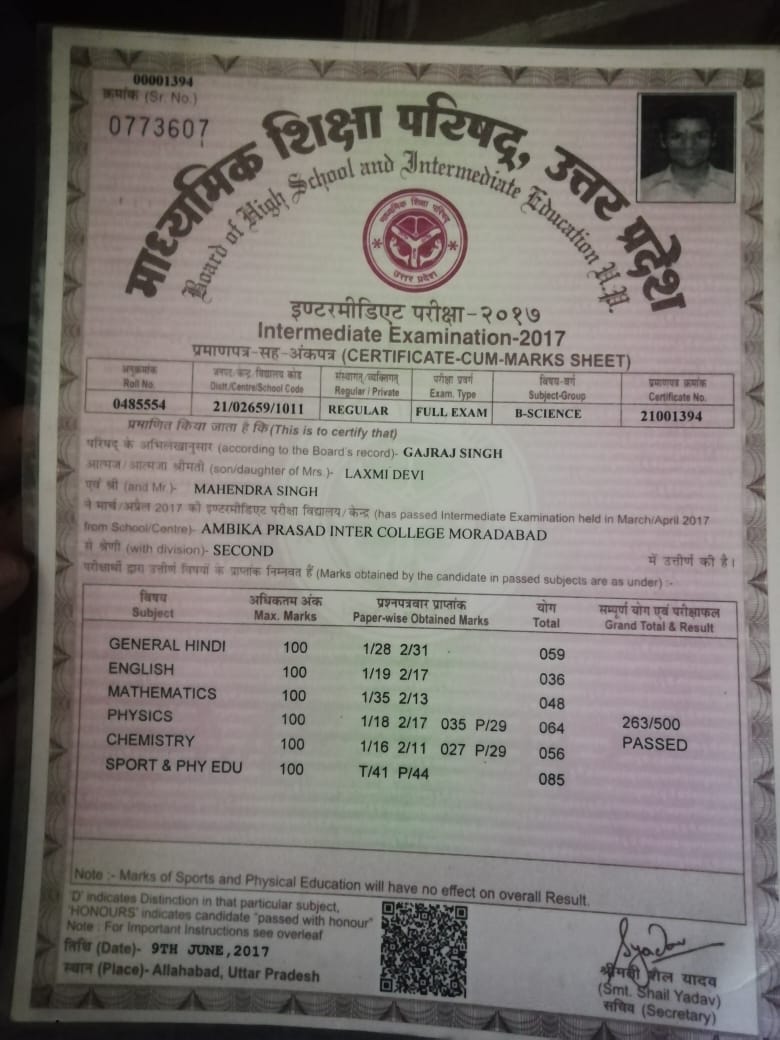 00001394
क्रमांक (Sr. No.)
0773607
माध्यमिक शिक्षा परिषद्, उत्तर प्रदेश
Board of High School and Intermediate Education U.P.
माध्यमिक शिक्षा परिषद्
उत्तर प्रदेश
इण्टरमीडिएट परीक्षा-२०१७
Intermediate Examination-2017
प्रमाणपत्र-सह-अंकपत्र (CERTIFICATE-CUM-MARKS SHEET)
अनुक्रमांक जनपद/केन्द्र/विद्यालय कोड संस्थागत/व्यक्तिगत परीक्षा प्रवर्ग विषय-वर्ग प्रमाणपत्र क्रमांक
Roll No. Distt./Centre/School Code Regular / Private Exam. Type Subject-Group Certificate No.
0485554 21/02659/1011 REGULAR FULL EXAM B-SCIENCE 21001394
प्रमाणित किया जाता है कि (This is to certify that)
परिषद् के अभिलेखानुसार (according to the Board's record)- GAJRAJ SINGH
आत्मज/आत्मजा श्रीमती (son/daughter of Mrs.)- LAXMI DEVI
एवं श्री (and Mr.)- MAHENDRA SINGH
ने मार्च/अप्रैल 2017 की इण्टरमीडिएट परीक्षा विद्यालय/केन्द्र (has passed Intermediate Examination held in March/April 2017
from School/Centre)- AMBIKA PRASAD INTER COLLEGE MORADABAD
से श्रेणी (with division)- SECOND में उत्तीर्ण की है।
परीक्षार्थी द्वारा उत्तीर्ण विषयों के प्राप्तांक निम्नवत हैं (Marks obtained by the candidate in passed subjects are as under) :-
विषय अधिकतम अंक प्रश्नपत्रवार प्राप्तांक योग सम्पूर्ण योग एवं परीक्षाफल
Subject Max. Marks Paper-wise Obtained Marks Total Grand Total & Result
GENERAL HINDI 100 1/28 2/31 059
ENGLISH 100 1/19 2/17 036
MATHEMATICS 100 1/35 2/13 048
PHYSICS 100 1/18 2/17 035 P/29 064 263/500
CHEMISTRY 100 1/16 2/11 027 P/29 056 PASSED
SPORT & PHY EDU 100 T/41 P/44 085
Note :- Marks of Sports and Physical Education will have no effect on overall Result.
'D' indicates Distinction in that particular subject,
'HONOURS' indicates candidate "passed with honour"
Note : For Important Instructions see overleaf
तिथि (Date)- 9TH JUNE,2017
स्थान (Place)- Allahabad, Uttar Pradesh
Syadav
श्रीमती शैल यादव
(Smt. Shail Yadav)
सचिव (Secretary)